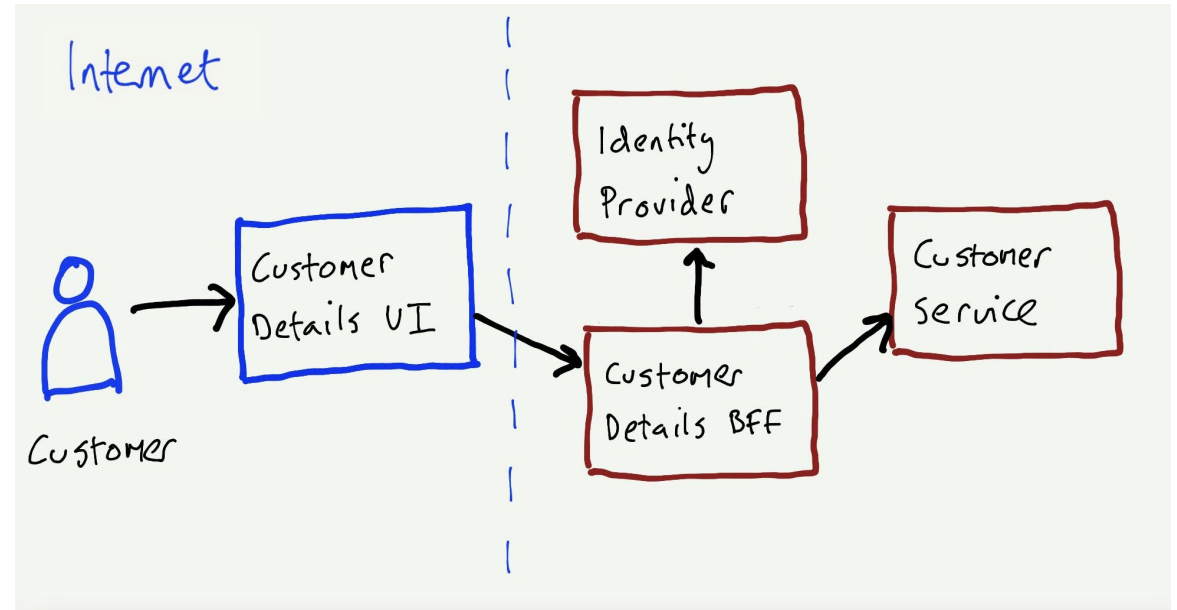 Internet
Identity
Provider
Customer
Details UI
Customer
Service
Customer
Details BFF
Customer